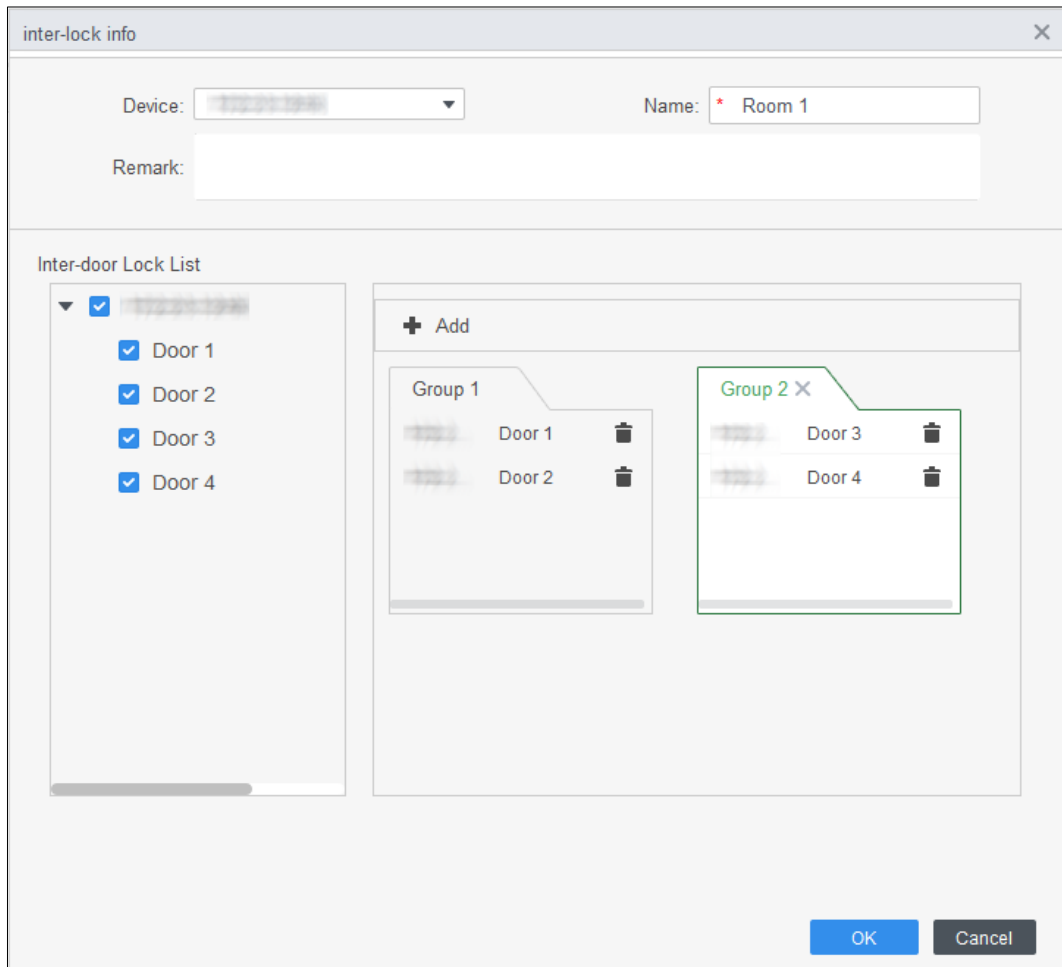 inter-lock info
Device:
Name: * Room 1
Remark:
Inter-door Lock List
Door 1
Door 2
Door 3
Door 4
Add
Group 1
Door 1
Door 2
Group 2
Door 3
Door 4
OK
Cancel